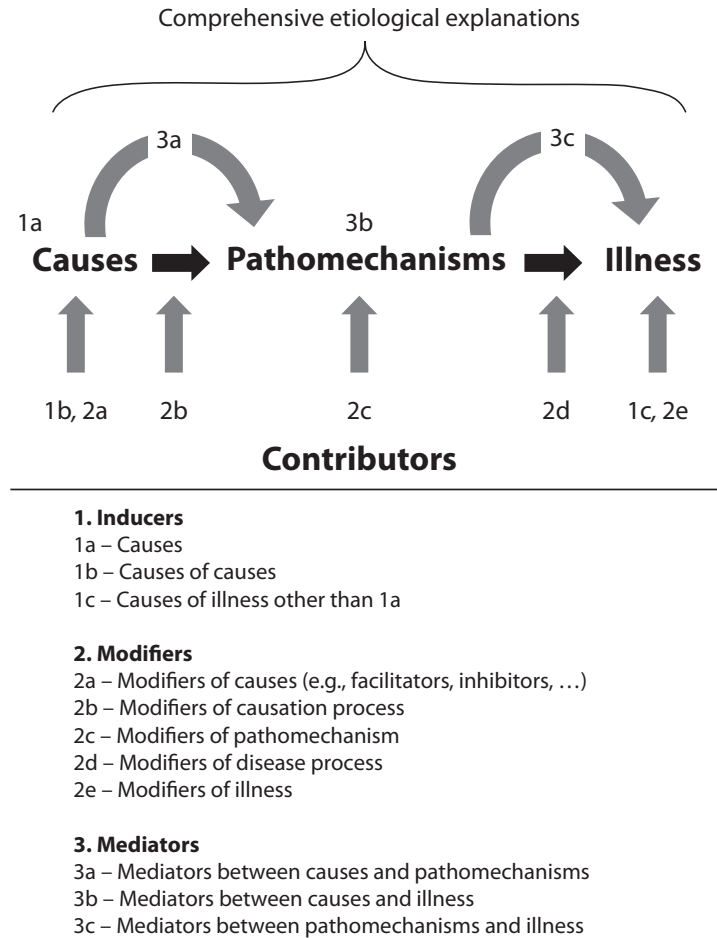 Comprehensive etiological explanations
3a
3c
1a
3b
Causes
Pathomechanisms
Illness
1b, 2a
2b
2c
2d
1c, 2e
Contributors
1. Inducers
1a – Causes
1b – Causes of causes
1c – Causes of illness other than 1a
2. Modifiers
2a – Modifiers of causes (e.g., facilitators, inhibitors, …)
2b – Modifiers of causation process
2c – Modifiers of pathomechanism
2d – Modifiers of disease process
2e – Modifiers of illness
3. Mediators
3a – Mediators between causes and pathomechanisms
3b – Mediators between causes and illness
3c – Mediators between pathomechanisms and illness